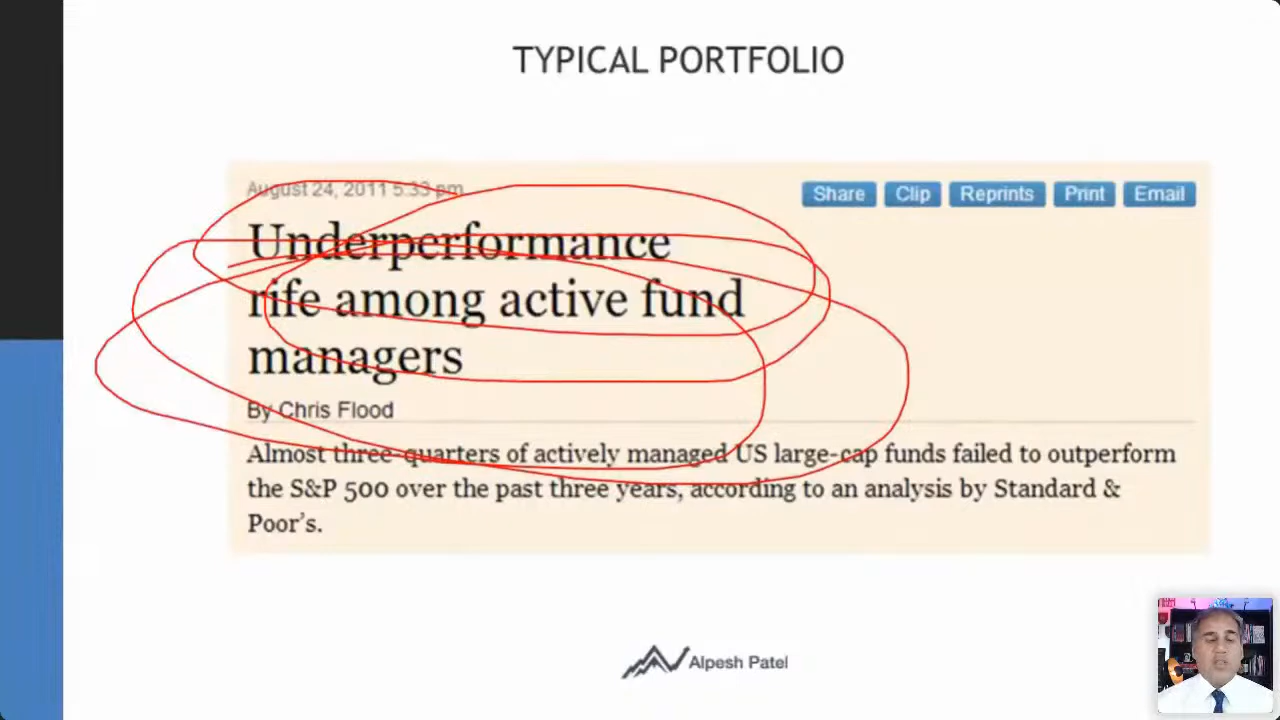 TYPICAL PORTFOLIO
August 24, 2011 5.33 pm
Share Clip Reprints Print Email
Underperformance
rife among active fund
managers
By Chris Flood
Almost three-quarters of actively managed US large-cap funds failed to outperform
the S&P 500 over the past three years, according to an analysis by Standard &
Poor's.
Alpesh Patel